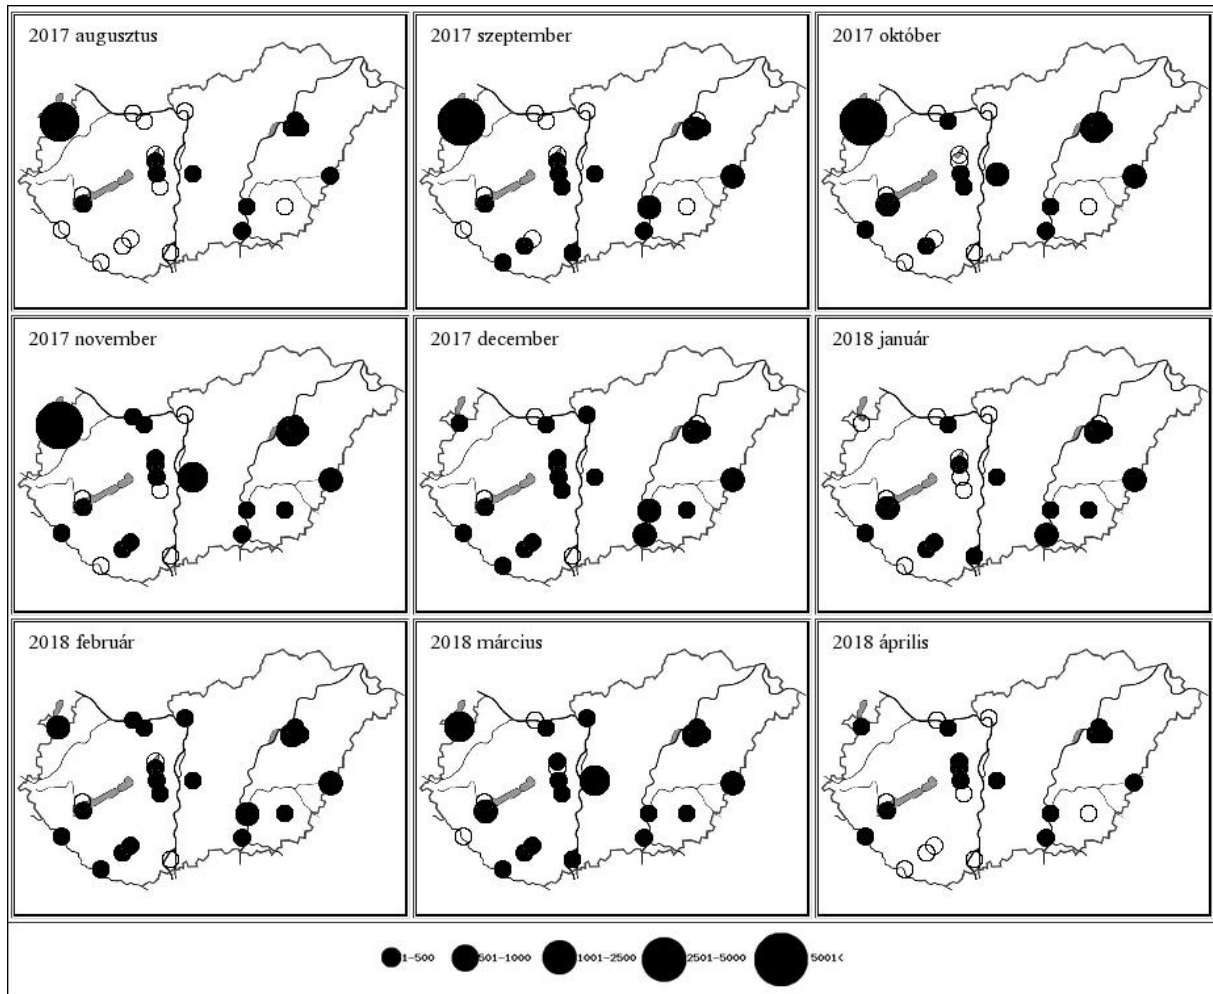 2017 augusztus
2017 szeptember
2017 október
2017 november
2017 december
2018 január
2018 február
2018 március
2018 április
1-500
501-1000
1001-2500
2501-5000
5001<